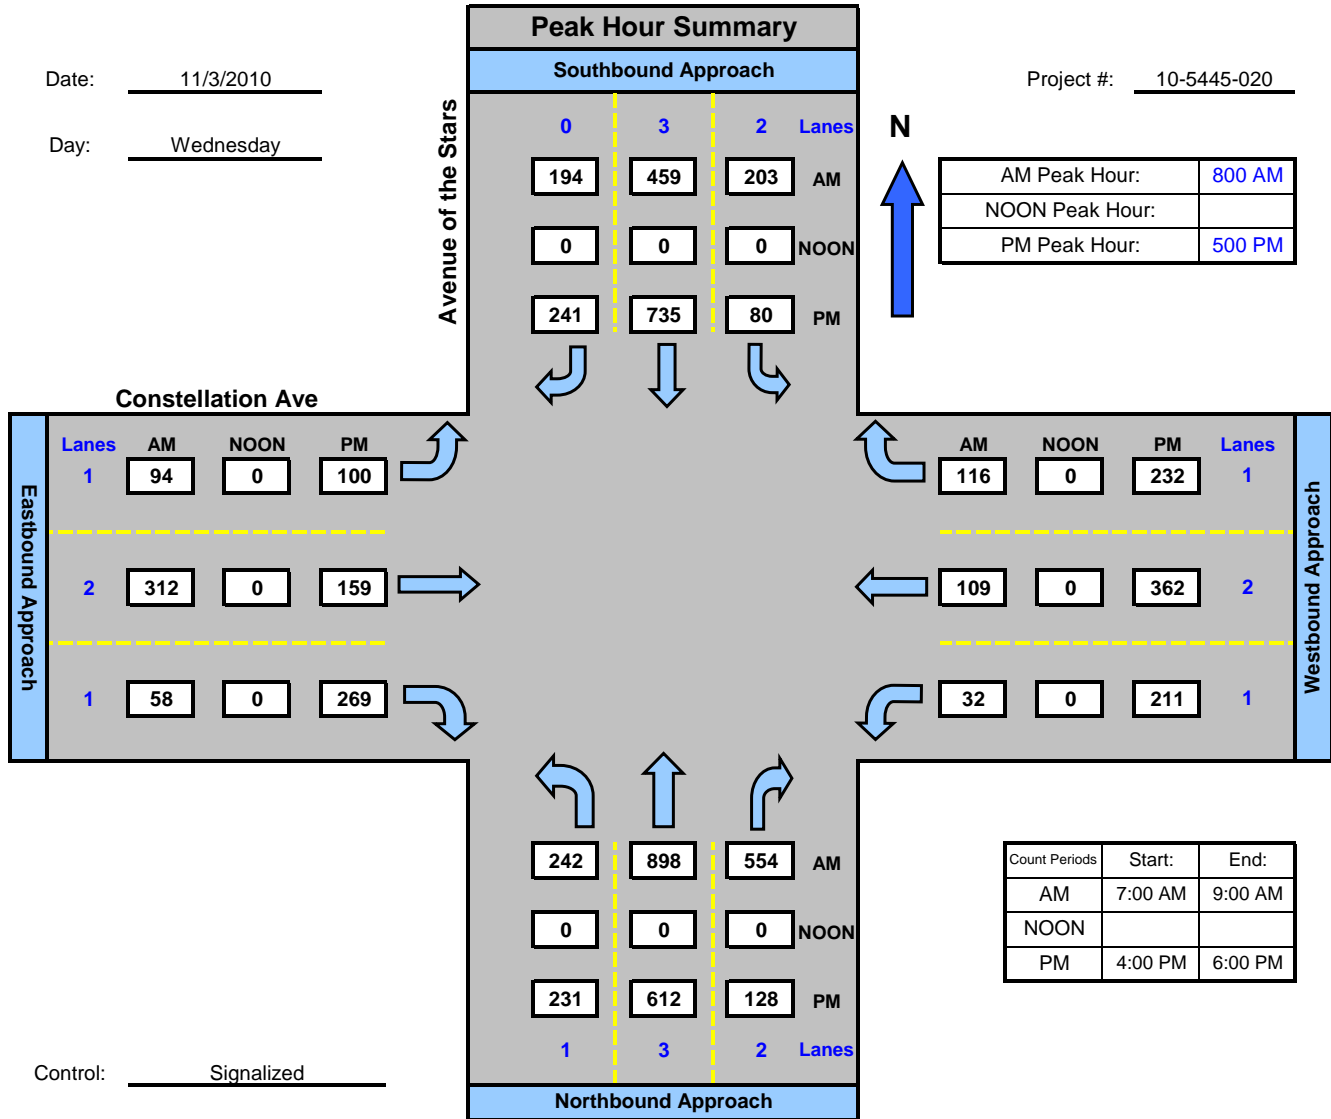 Peak Hour Summary
Southbound Approach
Date: 11/3/2010
Project #: 10-5445-020
Day: Wednesday
Avenue of the Stars
0 3 2 Lanes
194 459 203 AM
0 0 0 NOON
241 735 80 PM
N
AM Peak Hour: 800 AM
NOON Peak Hour:
PM Peak Hour: 500 PM
Constellation Ave
Eastbound Approach
Lanes AM NOON PM
1 94 0 100
2 312 0 159
1 58 0 269
AM NOON PM Lanes
116 0 232 1
109 0 362 2
32 0 211 1
Westbound Approach
242 898 554 AM
0 0 0 NOON
231 612 128 PM
1 3 2 Lanes
Northbound Approach
Count Periods Start: End:
AM 7:00 AM 9:00 AM
NOON
PM 4:00 PM 6:00 PM
Control: Signalized